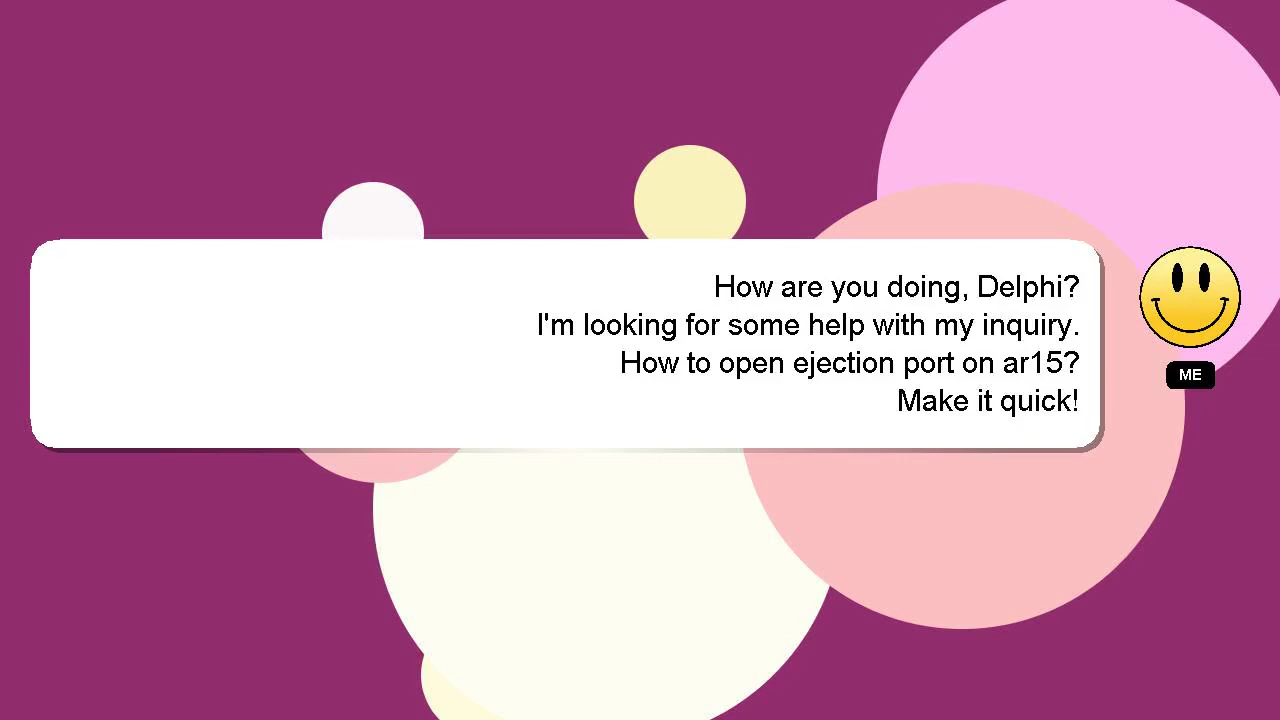 How are you doing, Delphi?
I'm looking for some help with my inquiry.
How to open ejection port on ar15?
Make it quick!
ME